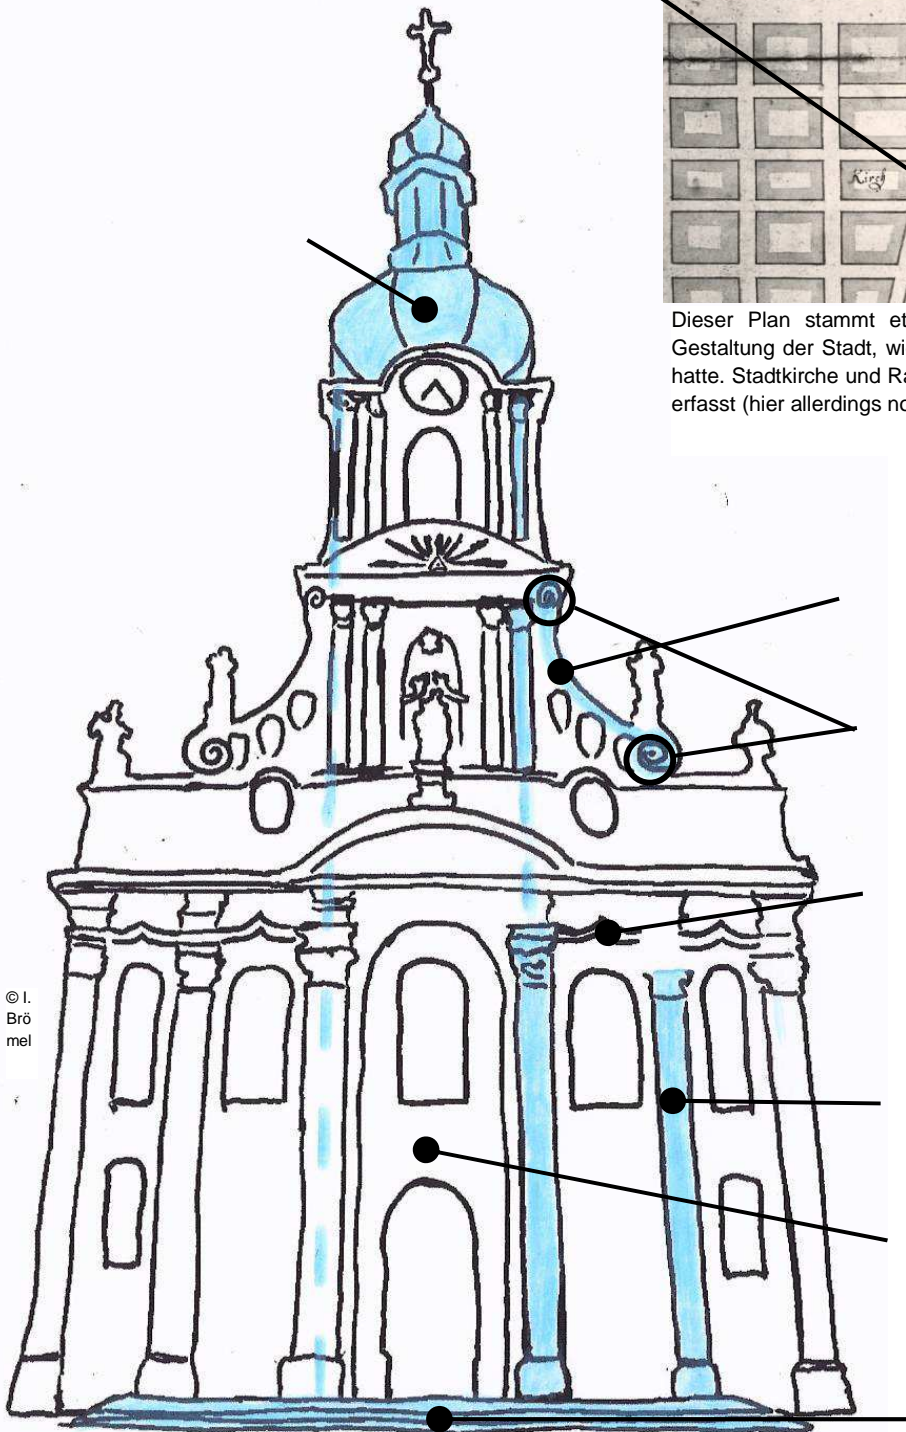 Kirch
Dieser Plan stammt et
Gestaltung der Stadt, wi
hatte. Stadtkirche und Ra
erfasst (hier allerdings no
© I.
Brö
mel